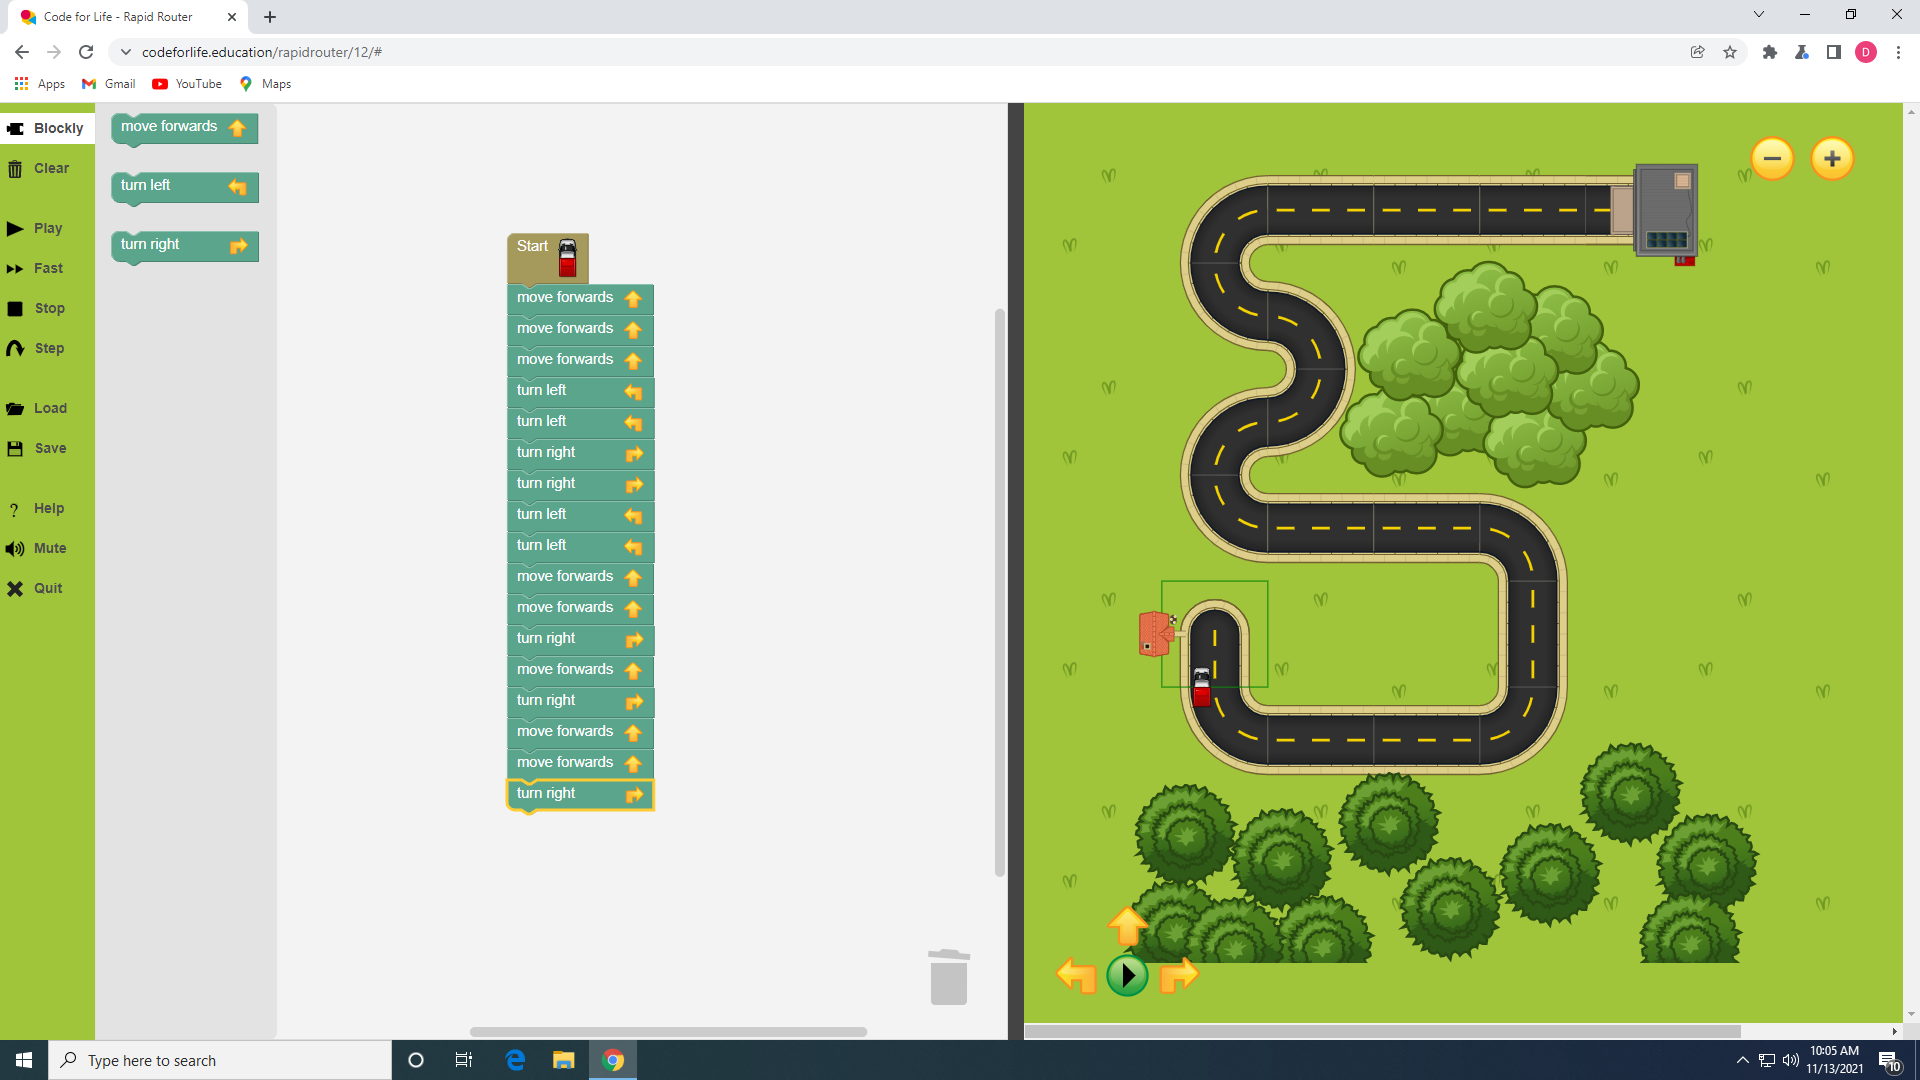 Code for Life - Rapid Router
codeforlife.education/rapidrouter/12/#
D
Apps
Gmail
YouTube
Maps
Blockly
Clear
Play
Fast
Stop
Step
Load
Save
? Help
Mute
Quit
move forwards
turn left
turn right
Start
move forwards
move forwards
move forwards
turn left
turn left
turn right
turn right
turn left
turn left
move forwards
move forwards
turn right
move forwards
turn right
move forwards
move forwards
turn right
Type here to search
10:05 AM
11/13/2021
10